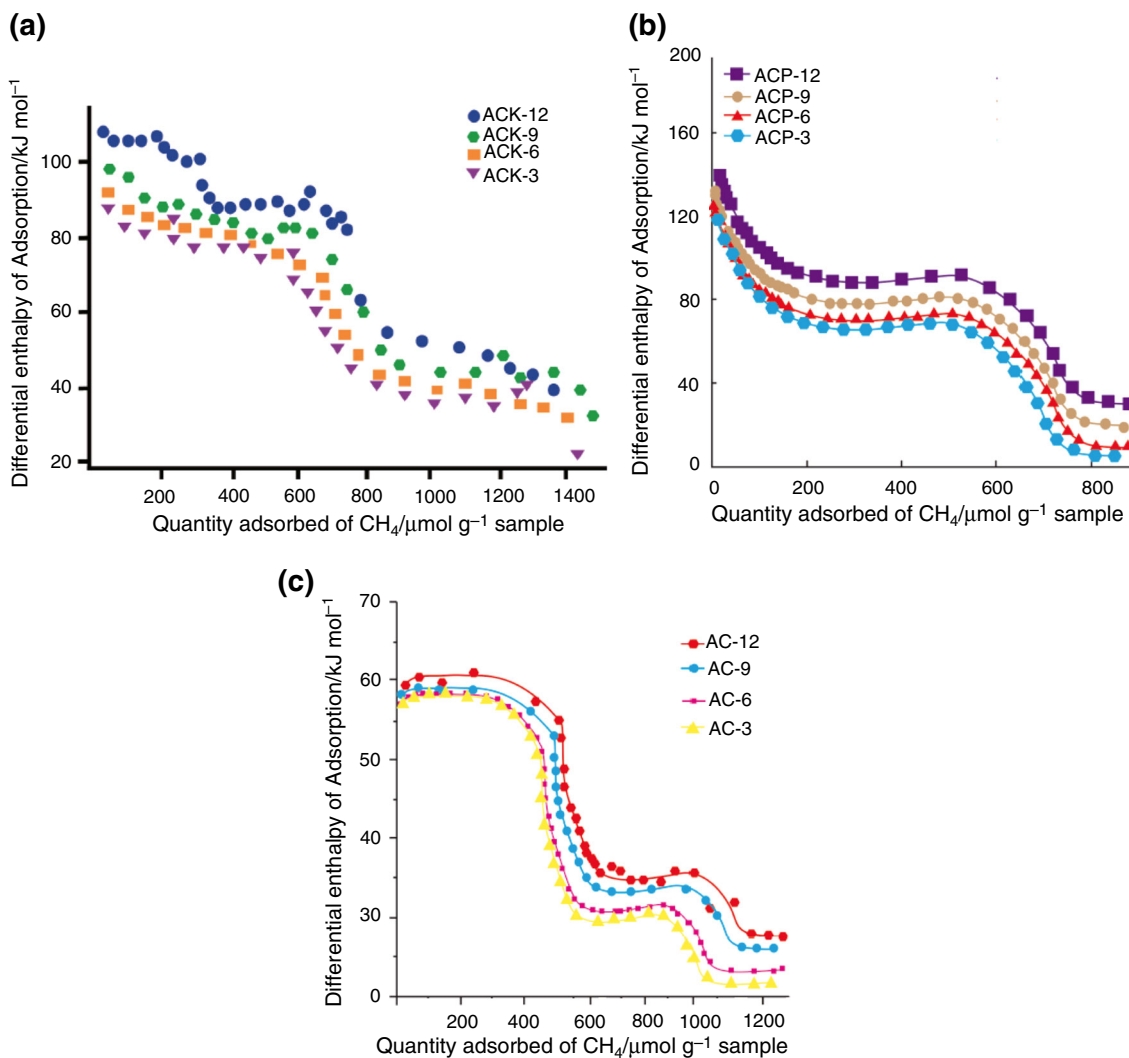 (a)
Differential enthalpy of Adsorption/kJ mol⁻¹
100
80
60
40
20
200 400 600 800 1000 1200 1400
Quantity adsorbed of CH₄/μmol g⁻¹ sample
ACK-12
ACK-9
ACK-6
ACK-3
(b)
Differential enthalpy of Adsorption/kJ mol⁻¹
200
160
120
80
40
0
0 200 400 600 800
Quantity adsorbed of CH₄/μmol g⁻¹ sample
ACP-12
ACP-9
ACP-6
ACP-3
(c)
Differential enthalpy of Adsorption/kJ mol⁻¹
70
60
50
40
30
0
200 400 600 800 1000 1200
Quantity adsorbed of CH₄/μmol g⁻¹ sample
AC-12
AC-9
AC-6
AC-3